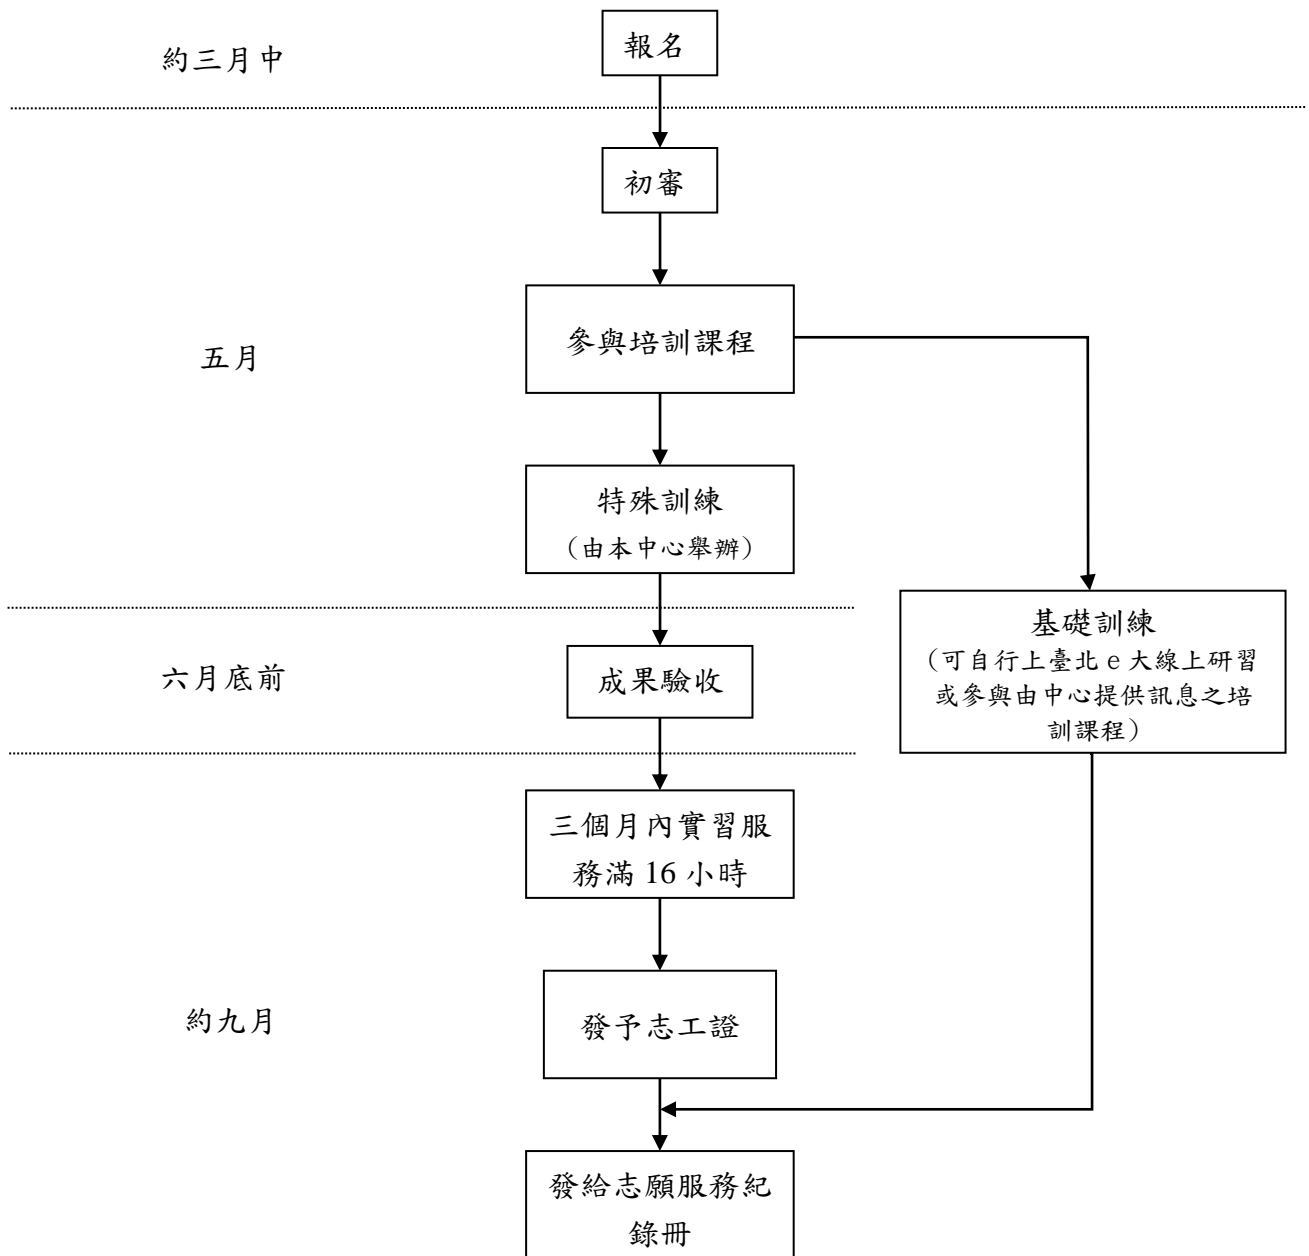 約三月中
報名
初審
五月
參與培訓課程
特殊訓練
（由本中心舉辦）
基礎訓練
（可自行上臺北 e 大線上研習
或參與由中心提供訊息之培
訓課程）
六月底前
成果驗收
三個月內實習服
務滿 16 小時
約九月
發予志工證
發給志願服務紀
錄冊